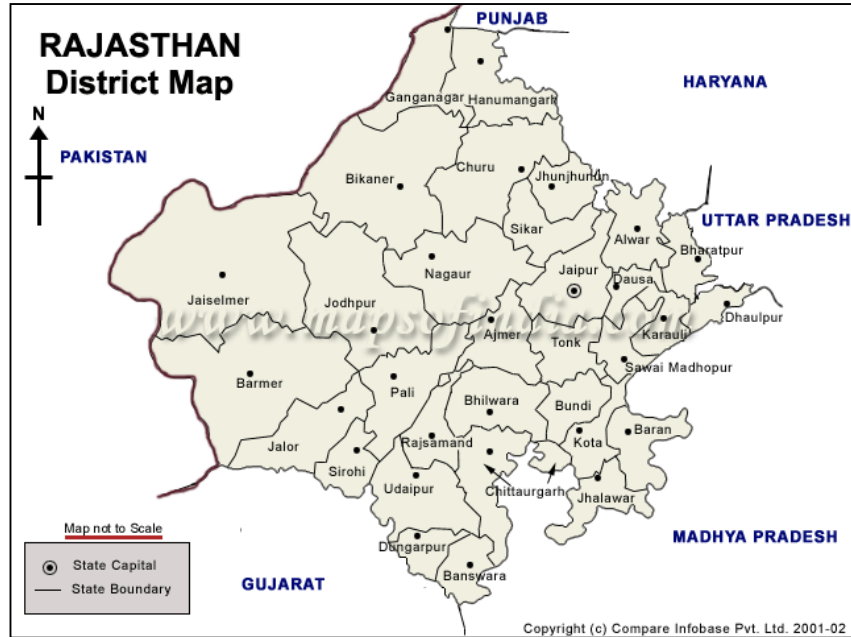 RAJASTHAN
District Map
PUNJAB
HARYANA
N
PAKISTAN
UTTAR PRADESH
Ganganagar
Hanumangarh
Bikaner
Churu
Jhunjhunun
Sikar
Alwar
Bharatpur
Nagaur
Jaipur
Dausa
Jaiselmer
Jodhpur
Dhaulpur
www.mapsofindia.com
Ajmer
Tonk
Karauli
Sawai Madhopur
Barmer
Pali
Bhilwara
Bundi
Baran
Jalor
Sirohi
Rajsamand
Kota
Udaipur
Chittaurgarh
Jhalawar
Dungarpur
Banswara
MADHYA PRADESH
GUJARAT
Map not to Scale
State Capital
State Boundary
Copyright (c) Compare Infobase Pvt. Ltd. 2001-02